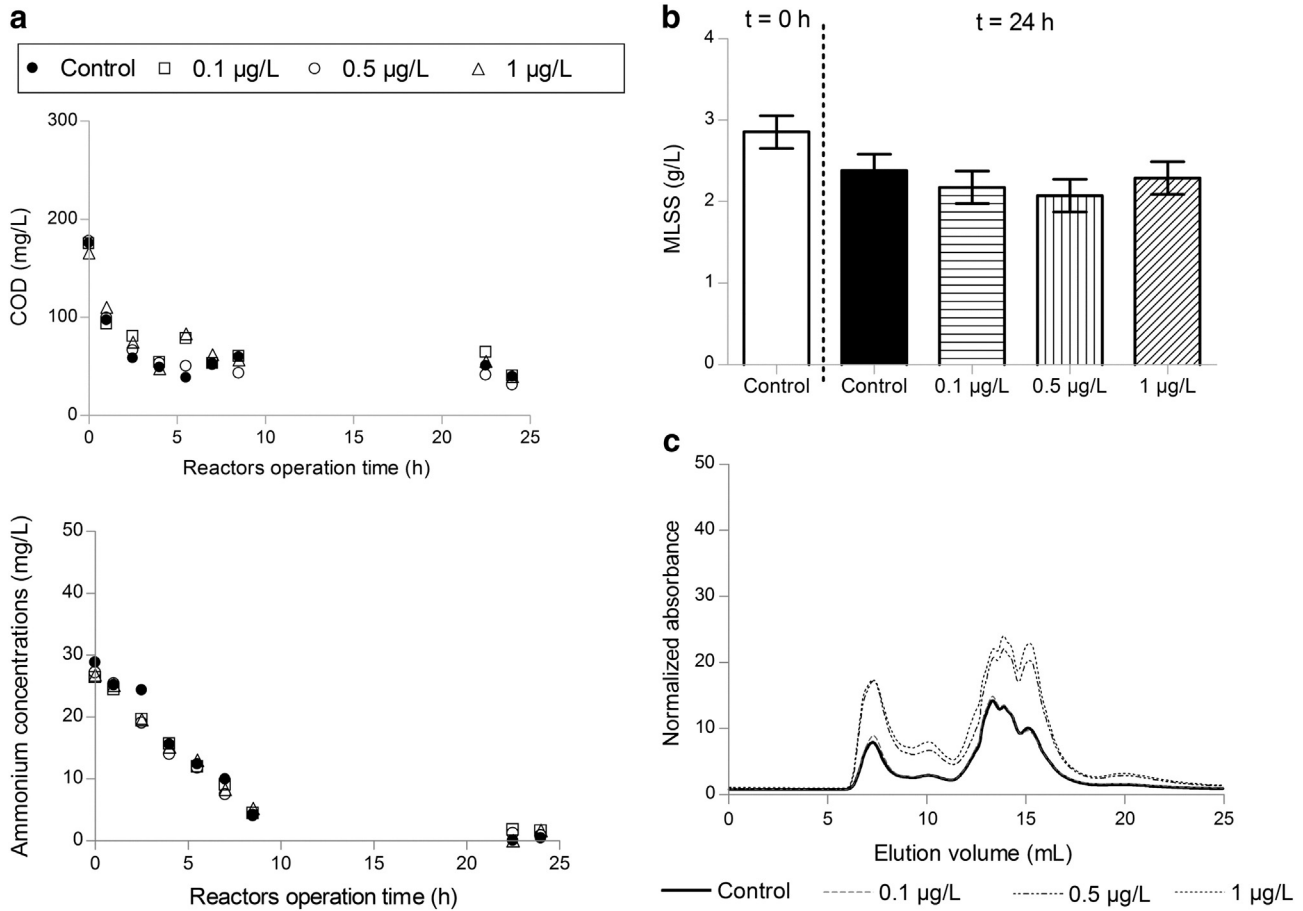 a
Control 0.1 µg/L 0.5 µg/L 1 µg/L
COD (mg/L)
300
200
100
0
0 5 10 15 20 25
Reactors operation time (h)
Ammonium concentrations (mg/L)
50
40
30
20
10
0
0 5 10 15 20 25
Reactors operation time (h)
b
t = 0 h t = 24 h
MLSS (g/L)
4
3
2
1
0
Control Control 0.1 µg/L 0.5 µg/L 1 µg/L
c
Normalized absorbance
50
40
30
20
10
0
0 5 10 15 20 25
Elution volume (mL)
Control 0.1 µg/L 0.5 µg/L 1 µg/L